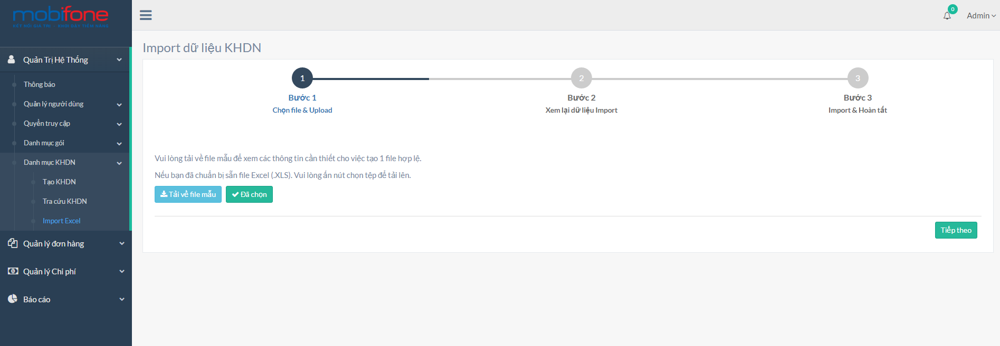 mobifone
KẾT NỐI GIÁ TRỊ - KHƠI DẬY TIỀM NĂNG
0
Admin
Quản Trị Hệ Thống
Thông báo
Quản lý người dùng
Quyền truy cập
Danh mục gói
Danh mục KHDN
Tạo KHDN
Tra cứu KHDN
Import Excel
Quản lý đơn hàng
Quản lý Chi phí
Báo cáo
Import dữ liệu KHDN
1
Bước 1
Chọn file & Upload
2
Bước 2
Xem lại dữ liệu Import
3
Bước 3
Import & Hoàn tất
Vui lòng tải về file mẫu để xem các thông tin cần thiết cho việc tạo 1 file hợp lệ.
Nếu bạn đã chuẩn bị sẵn file Excel (.XLS). Vui lòng ấn nút chọn tệp để tải lên.
Tải về file mẫu
Đã chọn
Tiếp theo